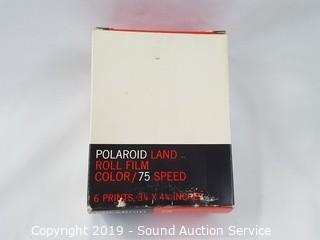 POLAROID LAND
ROLL FILM
COLOR/75 SPEED
6 PRINTS, 3¼ X 4¼ INCHES
Copyright 2019 - Sound Auction Service